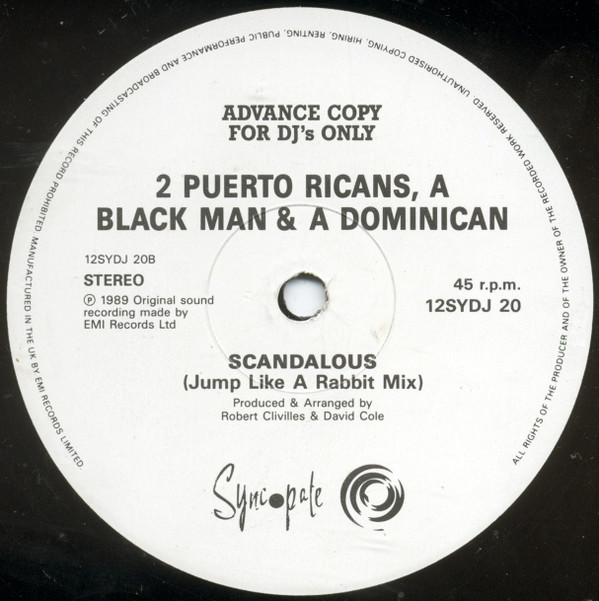 UNAUTHORISED COPYING, HIRING, RENTING, PUBLIC PERFORMANCE AND BROADCASTING OF THIS RECORD PROHIBITED. MANUFACTURED IN THE UK BY EMI RECORDS LIMITED.
ALL RIGHTS OF THE PRODUCER AND OF THE OWNER OF THE RECORDED WORK RESERVED.
ADVANCE COPY
FOR DJ's ONLY
2 PUERTO RICANS, A
BLACK MAN & A DOMINICAN
12SYDJ 20B
STEREO
℗ 1989 Original sound
recording made by
EMI Records Ltd
45 r.p.m.
12SYDJ 20
SCANDALOUS
(Jump Like A Rabbit Mix)
Produced & Arranged by
Robert Clivilles & David Cole
Syncopate